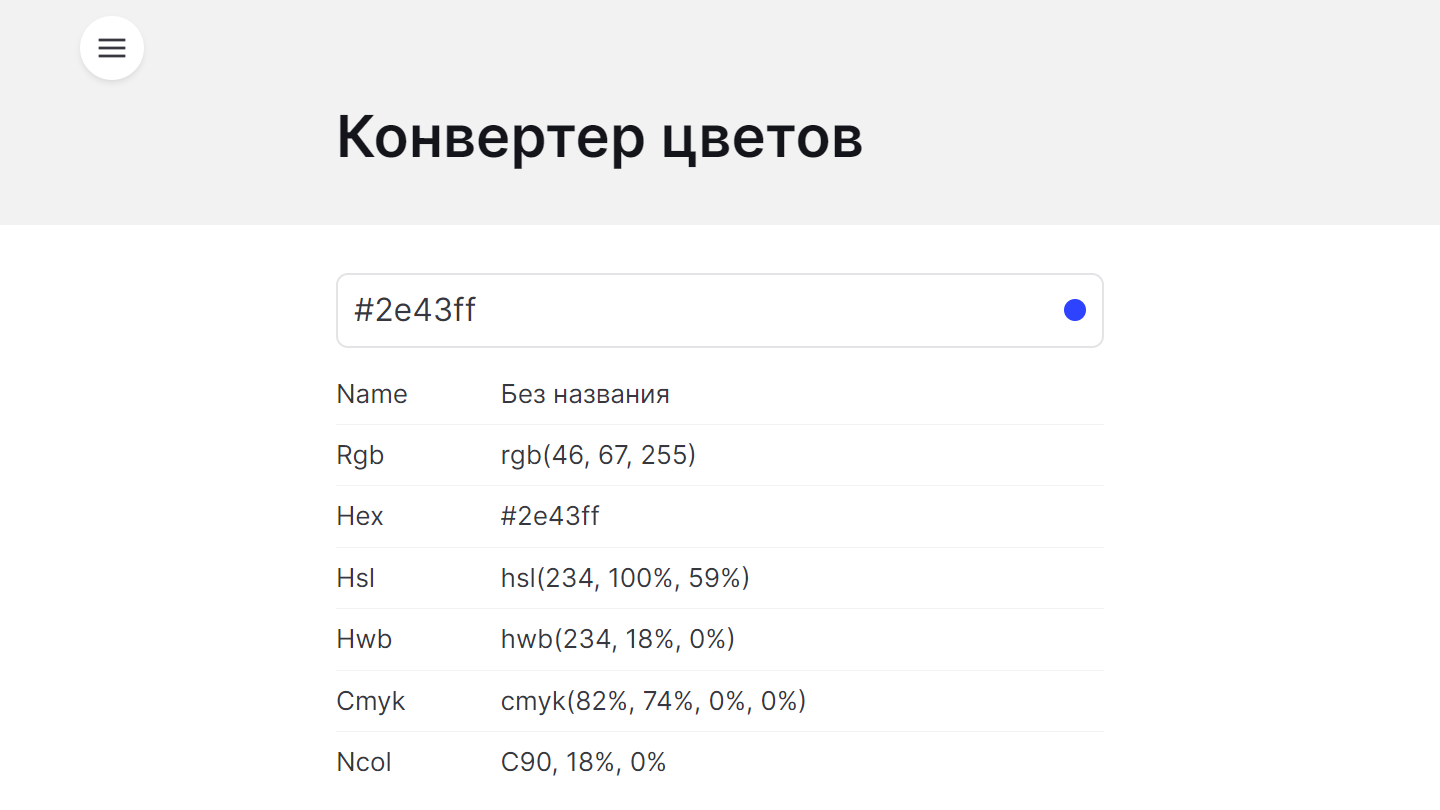 Конвертер цветов
#2e43ff
Name Без названия
Rgb rgb(46, 67, 255)
Hex #2e43ff
Hsl hsl(234, 100%, 59%)
Hwb hwb(234, 18%, 0%)
Cmyk cmyk(82%, 74%, 0%, 0%)
Ncol C90, 18%, 0%